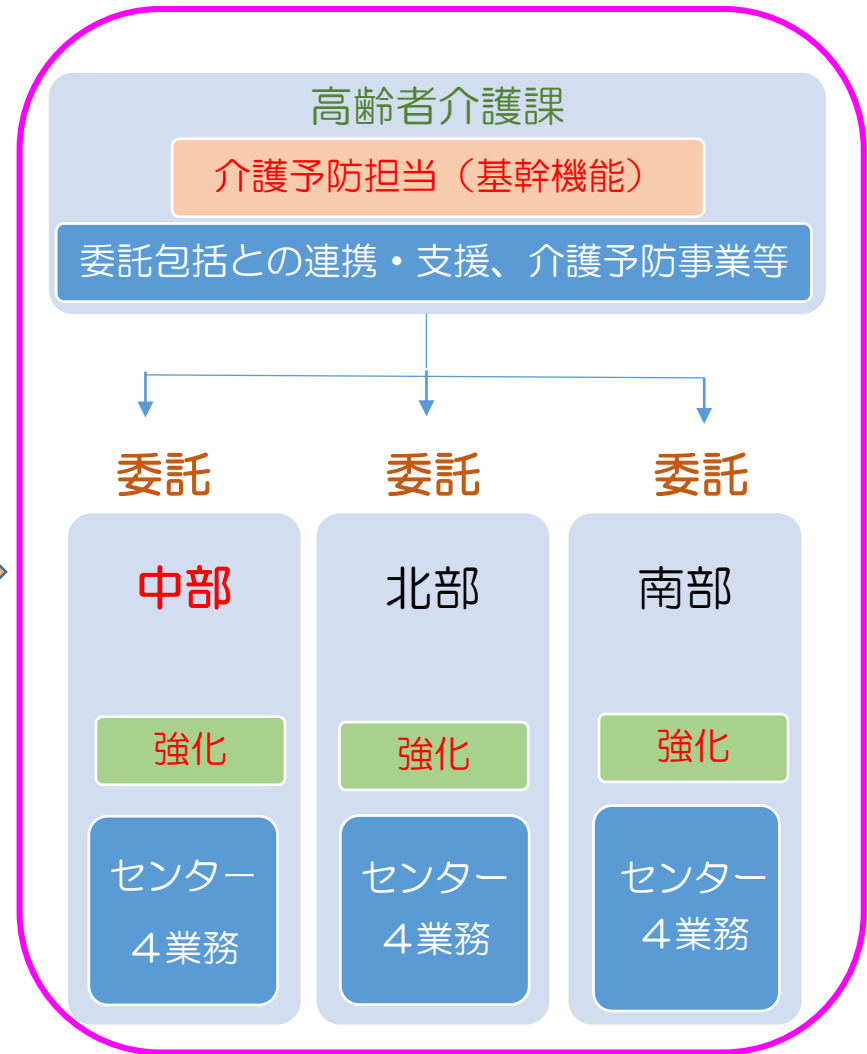 高齢者介護課
介護予防担当（基幹機能）
委託包括との連携・支援、介護予防事業等
委託
委託
委託
中部
北部
南部
強化
強化
強化
センター
４業務
センター
４業務
センター
４業務